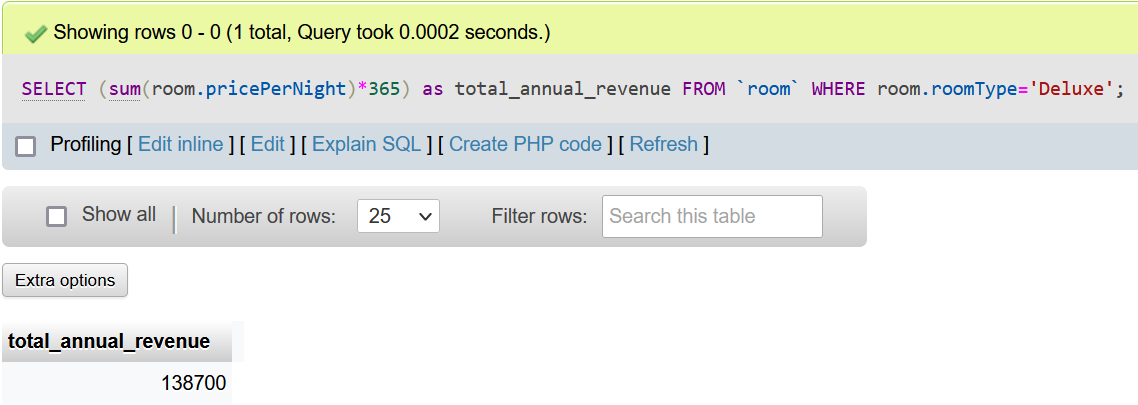 Showing rows 0 - 0 (1 total, Query took 0.0002 seconds.)
SELECT (sum(room.pricePerNight)*365) as total_annual_revenue FROM `room` WHERE room.roomType='Deluxe';
Profiling [ Edit inline ] [ Edit ] [ Explain SQL ] [ Create PHP code ] [ Refresh ]
Show all | Number of rows: 25 Filter rows: Search this table
Extra options
total_annual_revenue
138700